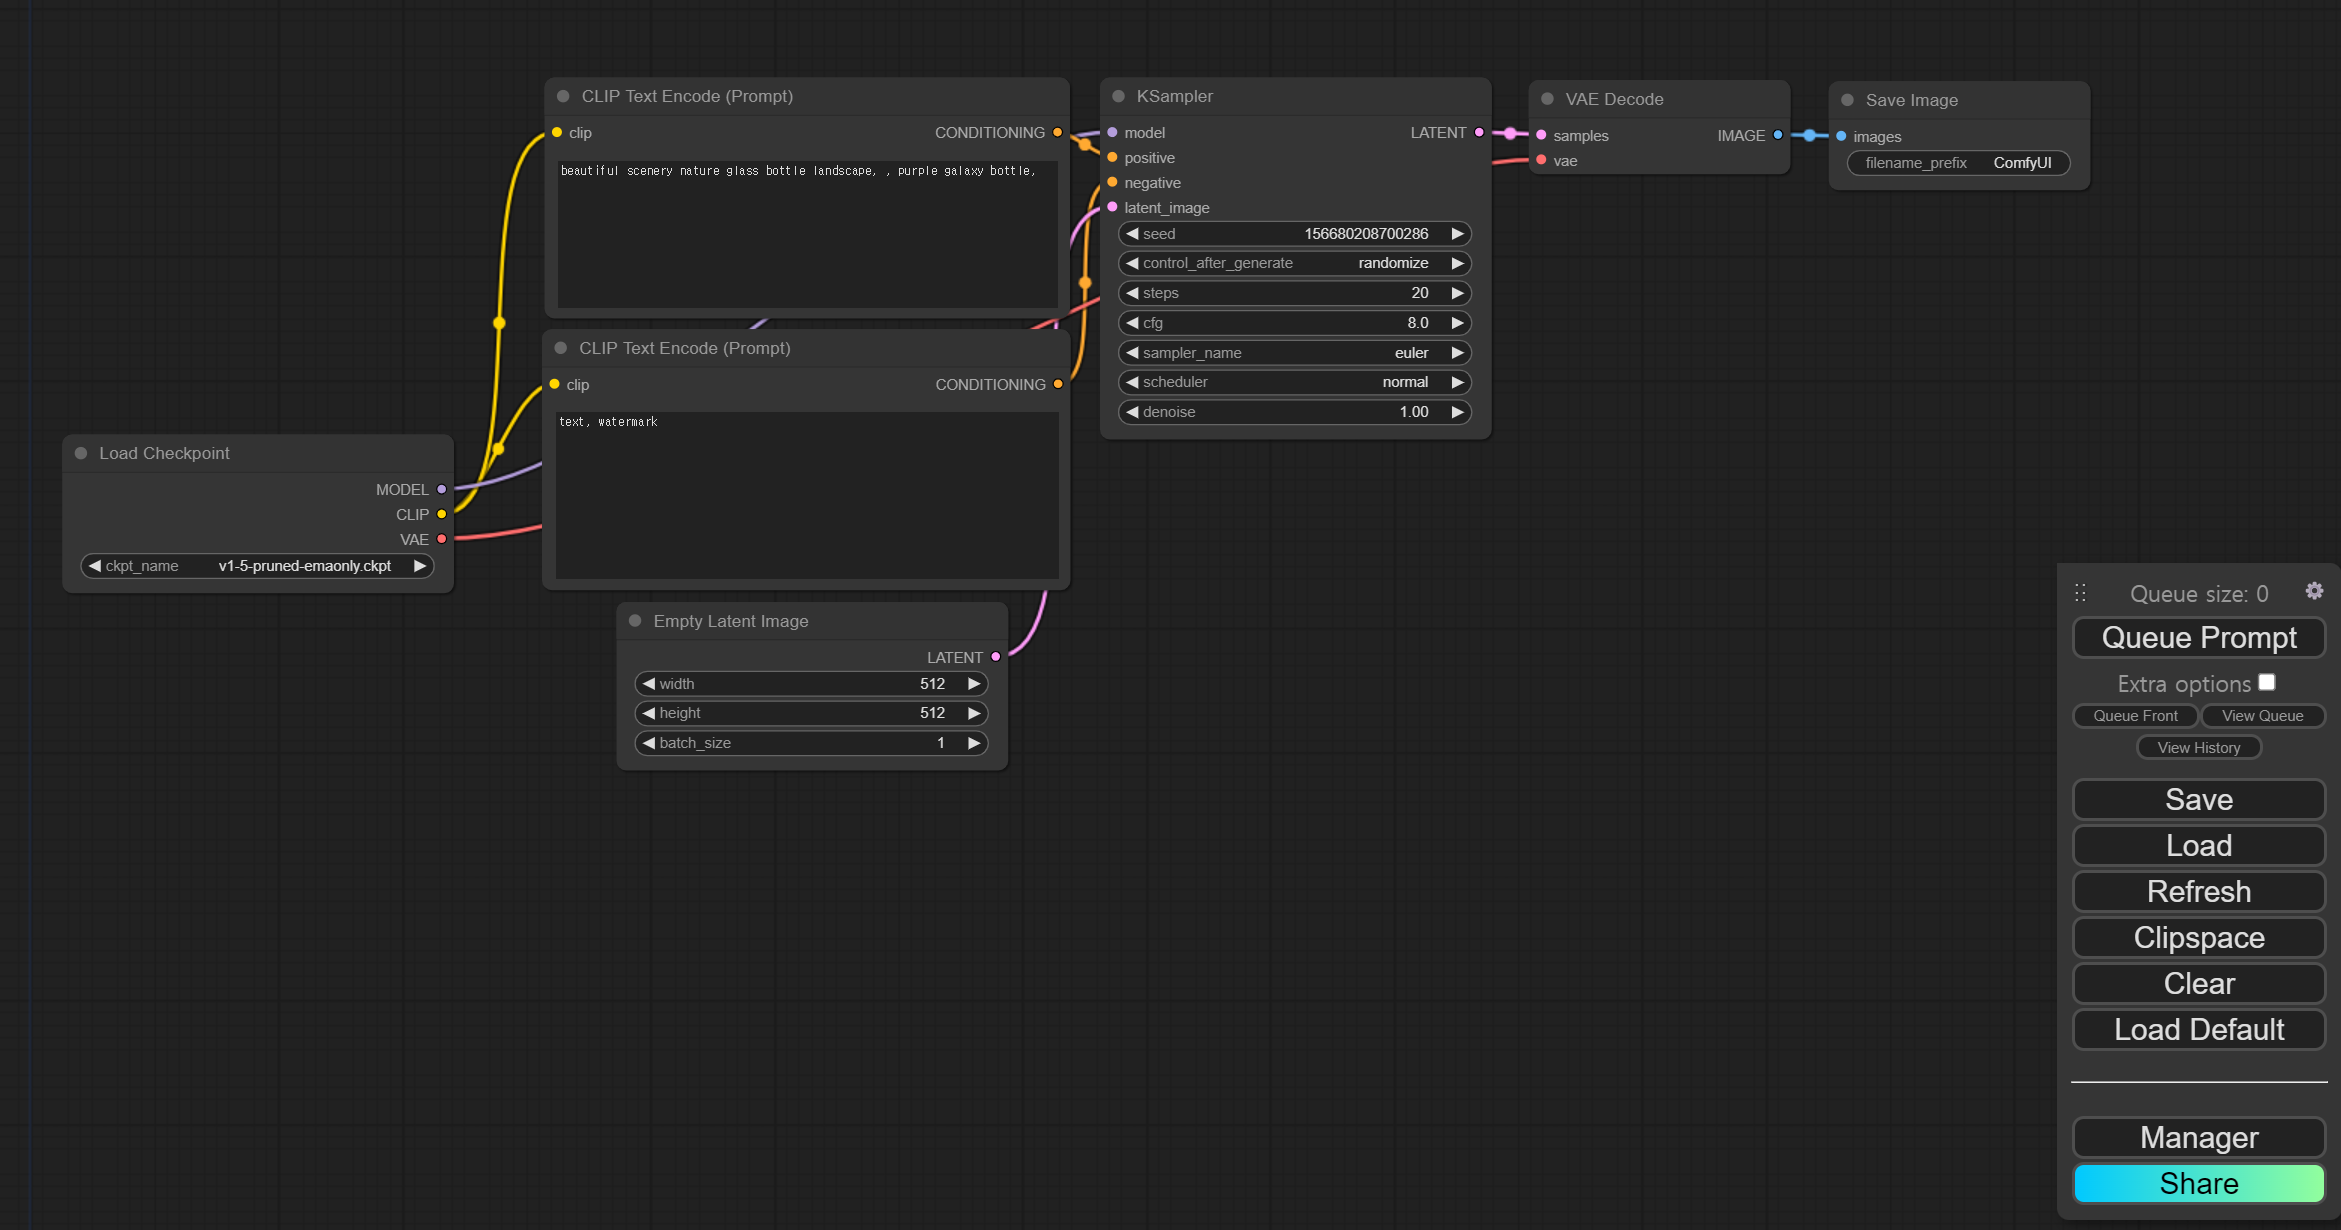 CLIP Text Encode (Prompt)
clip
CONDITIONING
beautiful scenery nature glass bottle landscape, , purple galaxy bottle,
CLIP Text Encode (Prompt)
clip
CONDITIONING
text, watermark
Load Checkpoint
MODEL
CLIP
VAE
ckpt_name v1-5-pruned-emaonly.ckpt
Empty Latent Image
LATENT
width 512
height 512
batch_size 1
KSampler
model LATENT
positive
negative
latent_image
seed 156680208700286
control_after_generate randomize
steps 20
cfg 8.0
sampler_name euler
scheduler normal
denoise 1.00
VAE Decode
samples IMAGE
vae
Save Image
images
filename_prefix ComfyUI
Queue size: 0
Queue Prompt
Extra options
Queue Front View Queue
View History
Save
Load
Refresh
Clipspace
Clear
Load Default
Manager
Share